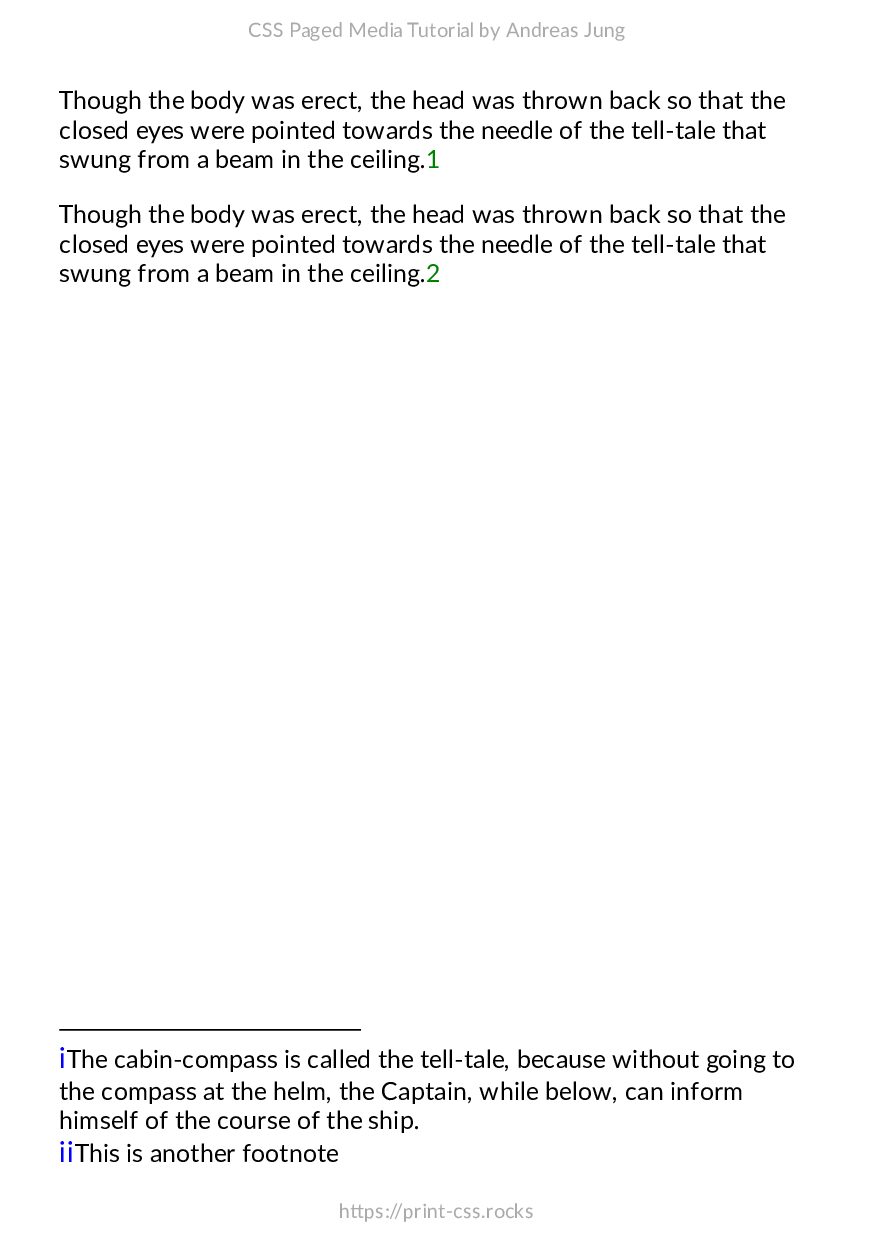 CSS Paged Media Tutorial by Andreas Jung
Though the body was erect, the head was thrown back so that the
closed eyes were pointed towards the needle of the tell-tale that
swung from a beam in the ceiling.1
Though the body was erect, the head was thrown back so that the
closed eyes were pointed towards the needle of the tell-tale that
swung from a beam in the ceiling.2
iThe cabin-compass is called the tell-tale, because without going to
the compass at the helm, the Captain, while below, can inform
himself of the course of the ship.
iiThis is another footnote
https://print-css.rocks